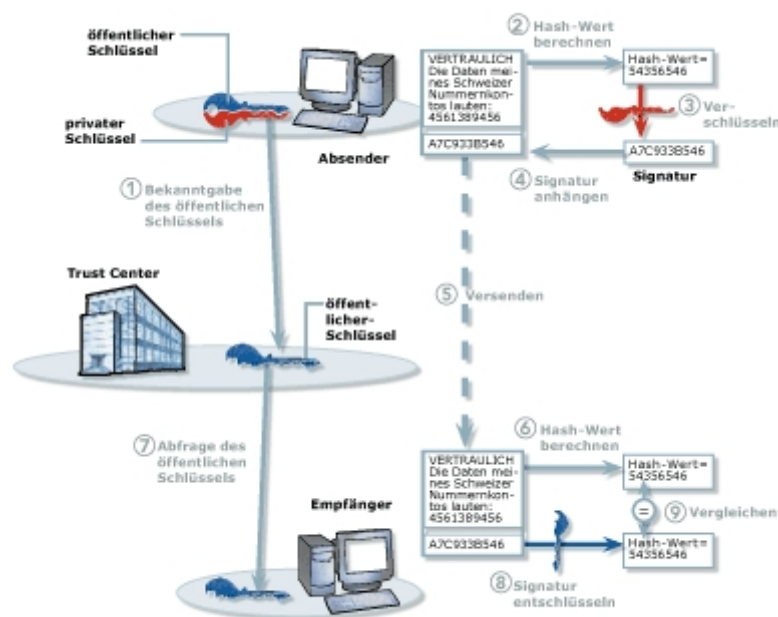 öffentlicher
Schlüssel
privater
Schlüssel
Absender
① Bekanntgabe
des öffentlichen
Schlüssels
② Hash-Wert
berechnen
VERTRAULICH
Die Daten mei-
nes Schweizer
Nummernkon-
tos lauten:
4561389456
A7C933B546
Hash-Wert=
54356546
③ Ver-
schlüsseln
A7C933B546
Signatur
④ Signatur
anhängen
Trust Center
öffent-
licher-
Schlüssel
⑤ Versenden
⑥ Hash-Wert
berechnen
⑦ Abfrage des
öffentlichen
Schlüssels
Empfänger
VERTRAULICH
Die Daten mei-
nes Schweizer
Nummernkon-
tos lauten:
4561389456
A7C933B546
Hash-Wert=
54356546
= ⑨ Vergleichen
Hash-Wert=
54356546
⑧ Signatur
entschlüsseln